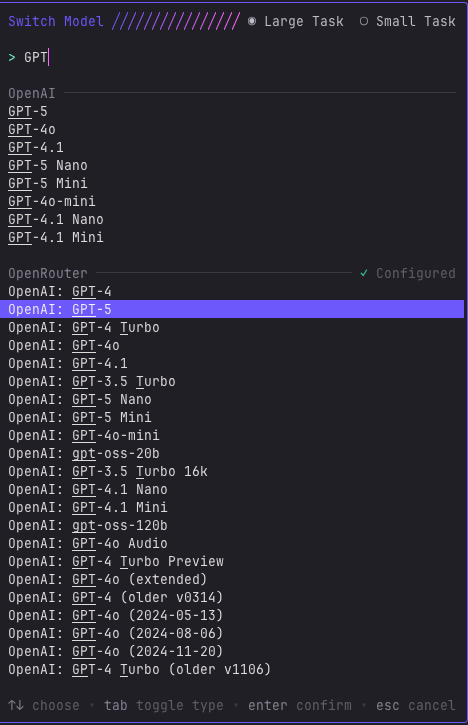 Switch Model ◉ Large Task ○ Small Task
> GPT
OpenAI
GPT-5
GPT-4o
GPT-4.1
GPT-5 Nano
GPT-5 Mini
GPT-4o-mini
GPT-4.1 Nano
GPT-4.1 Mini
OpenRouter ✓ Configured
OpenAI: GPT-4
OpenAI: GPT-5
OpenAI: GPT-4 Turbo
OpenAI: GPT-4o
OpenAI: GPT-4.1
OpenAI: GPT-3.5 Turbo
OpenAI: GPT-5 Nano
OpenAI: GPT-5 Mini
OpenAI: GPT-4o-mini
OpenAI: gpt-oss-20b
OpenAI: GPT-3.5 Turbo 16k
OpenAI: GPT-4.1 Nano
OpenAI: GPT-4.1 Mini
OpenAI: gpt-oss-120b
OpenAI: GPT-4o Audio
OpenAI: GPT-4 Turbo Preview
OpenAI: GPT-4o (extended)
OpenAI: GPT-4 (older v0314)
OpenAI: GPT-4o (2024-05-13)
OpenAI: GPT-4o (2024-08-06)
OpenAI: GPT-4o (2024-11-20)
OpenAI: GPT-4 Turbo (older v1106)
↑↓ choose • tab toggle type • enter confirm • esc cancel